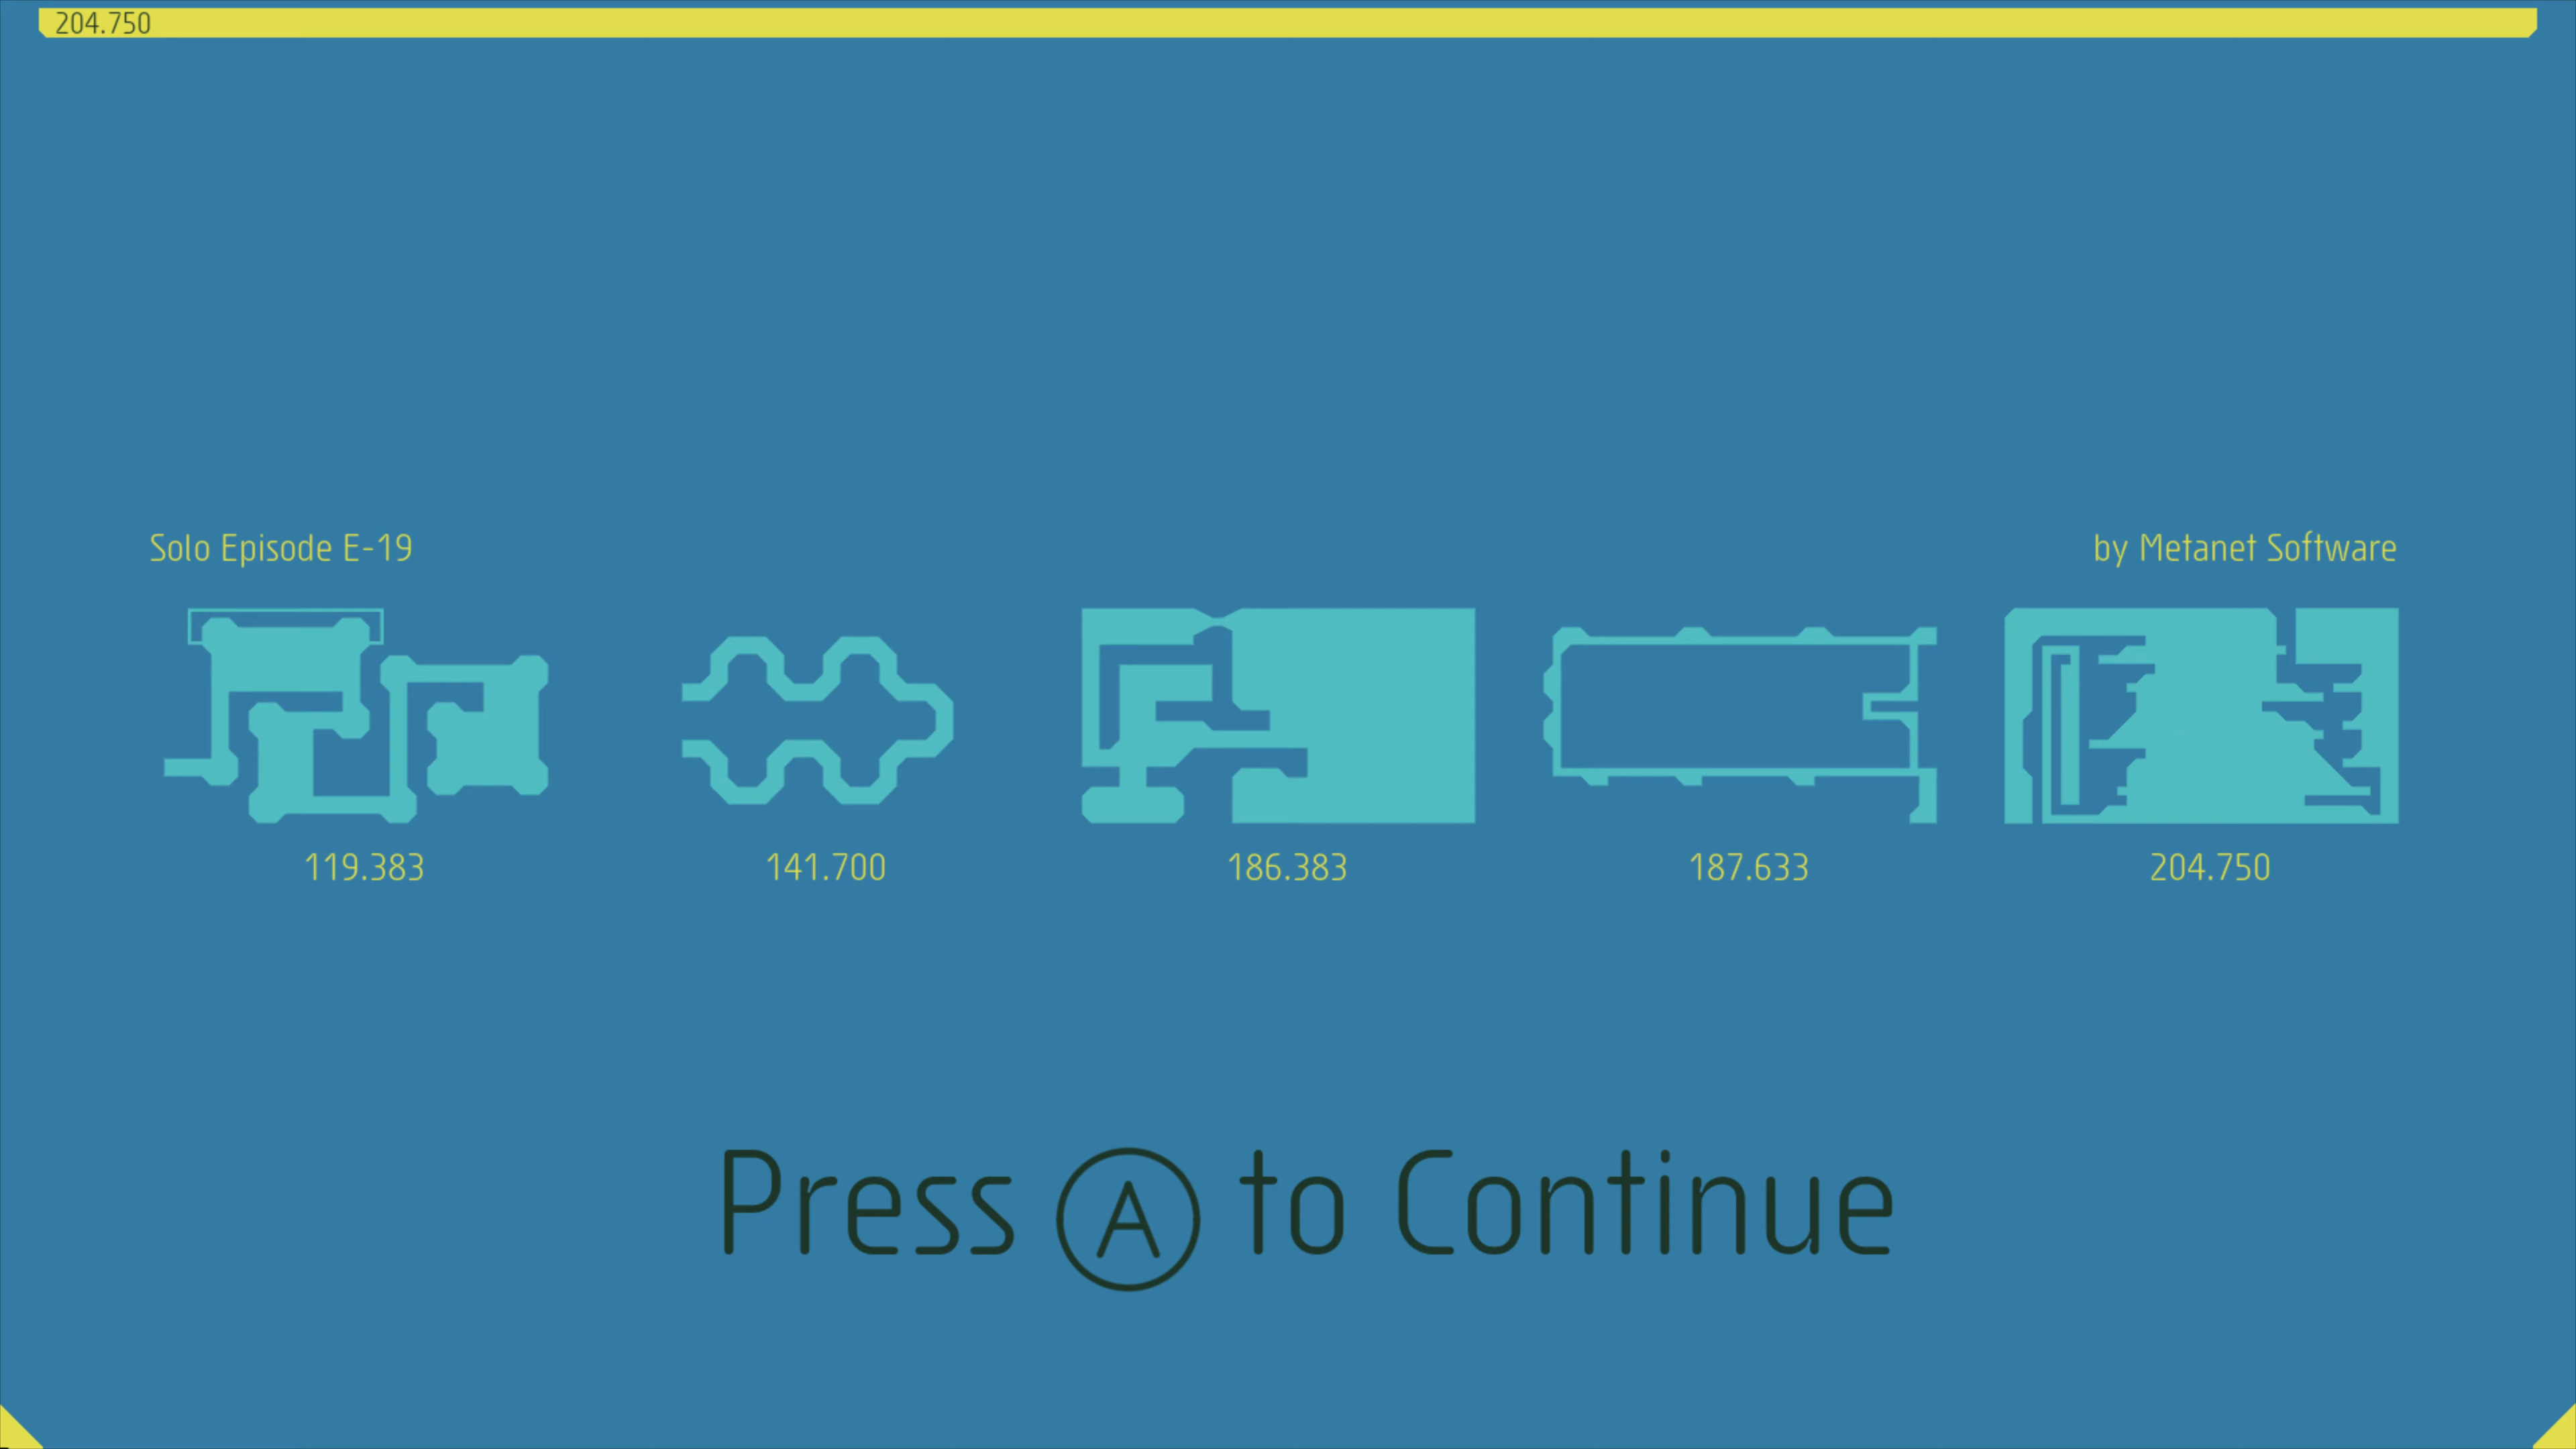 204.750
Solo Episode E-19
by Metanet Software
119.383
141.700
186.383
187.633
204.750
Press A to Continue